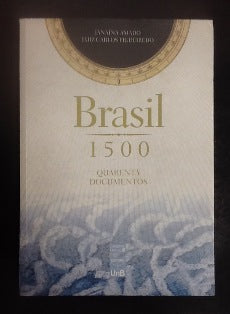 JANAÍNA AMADO
LUIZ CARLOS FIGUEIREDO
Brasil
1500
QUARENTA
DOCUMENTOS
UnB